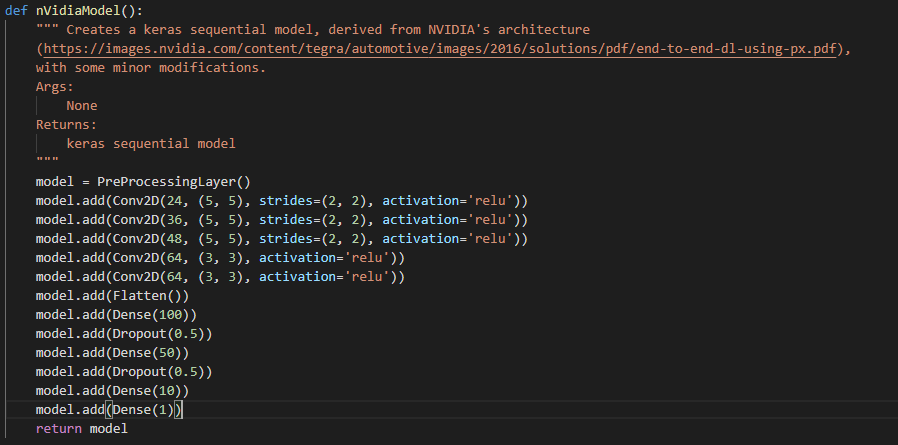 def nVidiaModel():
""" Creates a keras sequential model, derived from NVIDIA's architecture
(https://images.nvidia.com/content/tegra/automotive/images/2016/solutions/pdf/end-to-end-dl-using-px.pdf),
with some minor modifications.
Args:
None
Returns:
keras sequential model
"""
model = PreProcessingLayer()
model.add(Conv2D(24, (5, 5), strides=(2, 2), activation='relu'))
model.add(Conv2D(36, (5, 5), strides=(2, 2), activation='relu'))
model.add(Conv2D(48, (5, 5), strides=(2, 2), activation='relu'))
model.add(Conv2D(64, (3, 3), activation='relu'))
model.add(Conv2D(64, (3, 3), activation='relu'))
model.add(Flatten())
model.add(Dense(100))
model.add(Dropout(0.5))
model.add(Dense(50))
model.add(Dropout(0.5))
model.add(Dense(10))
model.add(Dense(1))
return model